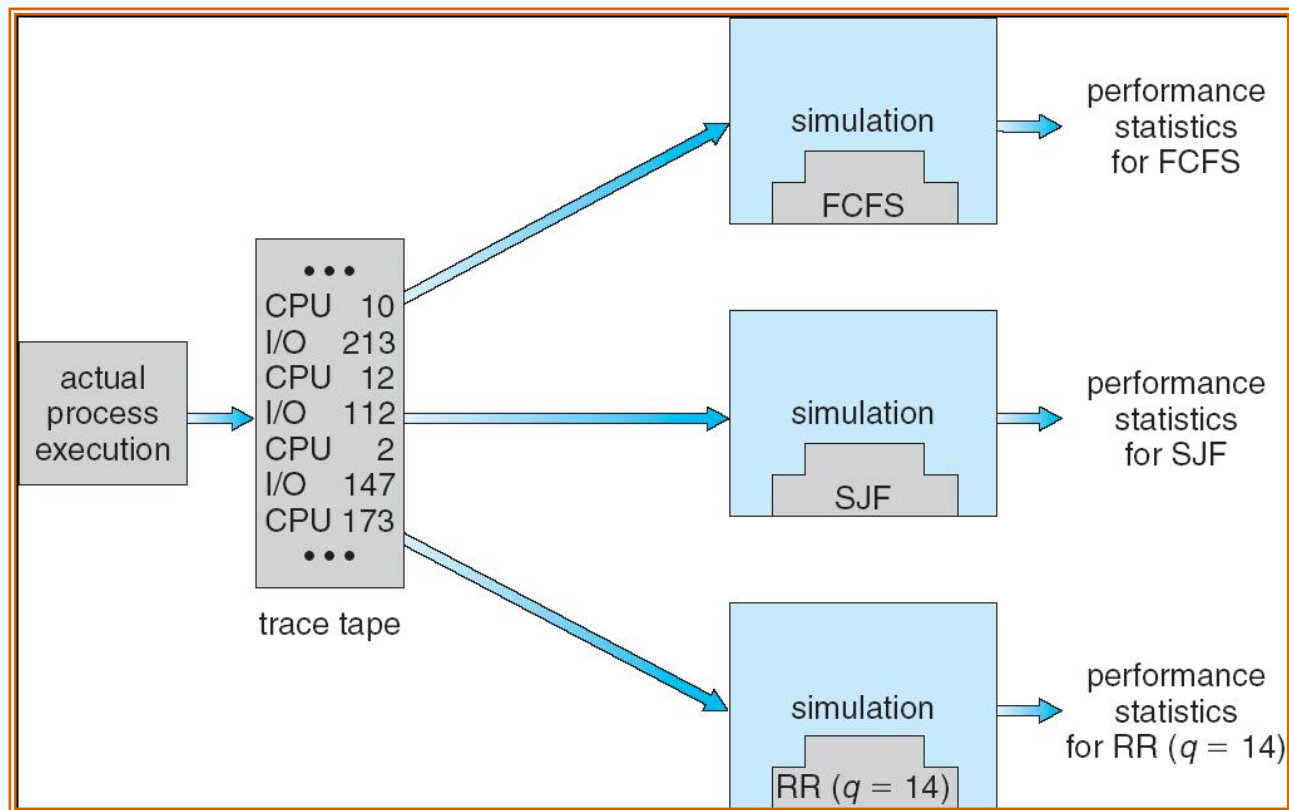 actual
process
execution
• • •
CPU 10
I/O 213
CPU 12
I/O 112
CPU 2
I/O 147
CPU 173
• • •
trace tape
simulation
FCFS
performance
statistics
for FCFS
simulation
SJF
performance
statistics
for SJF
simulation
RR (q = 14)
performance
statistics
for RR (q = 14)